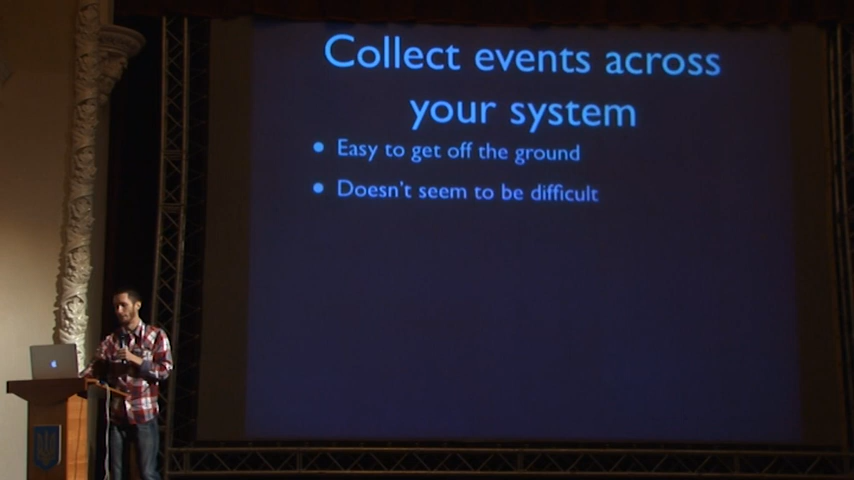 Collect events across
your system
• Easy to get off the ground
• Doesn't seem to be difficult